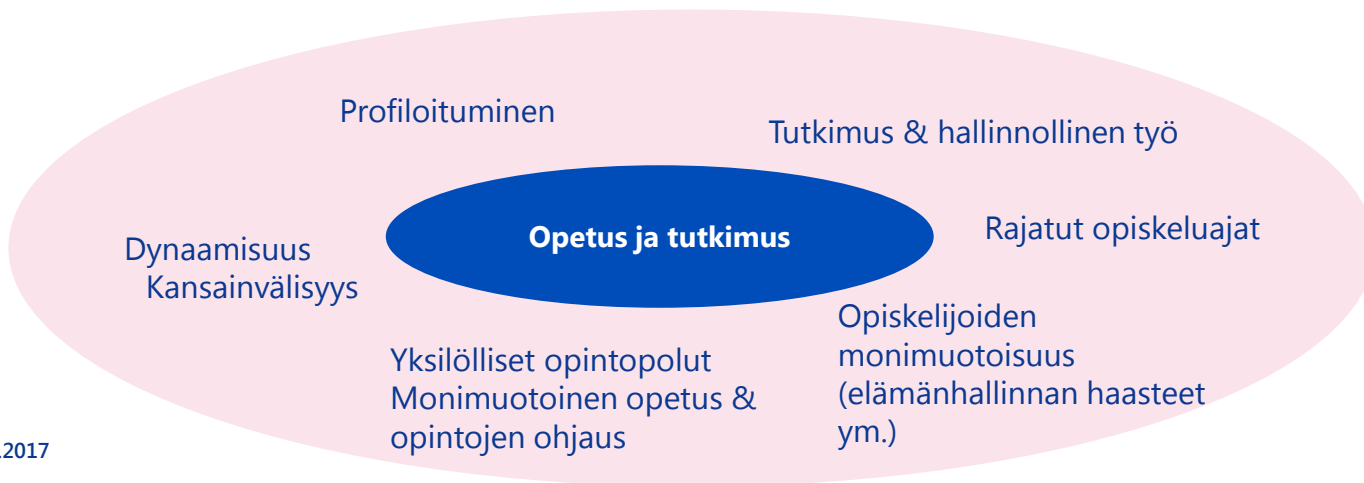 Profiloituminen
Tutkimus & hallinnollinen työ
Opetus ja tutkimus
Rajatut opiskeluajat
Dynaamisuus
Kansainvälisyys
Yksilölliset opintopolut
Monimuotoinen opetus &
opintojen ohjaus
Opiskelijoiden
monimuotoisuus
(elämänhallinnan haasteet
ym.)
.2017